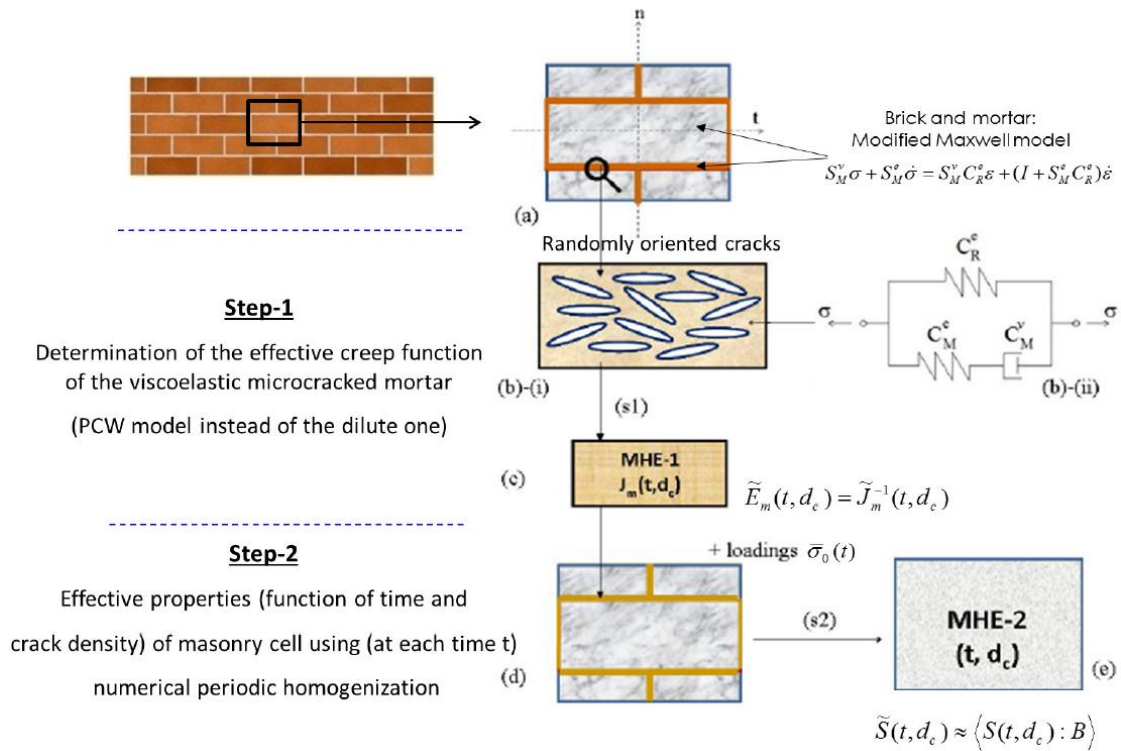 n
t
Brick and mortar:
Modified Maxwell model
S_M^v σ + S_M^e σ̇ = S_M^v C_R^e ε + (I + S_M^e C_R^e) ε̇
(a)
Randomly oriented cracks
C_R^e
σ
σ
C_M^e
C_M^v
(b)-(i)
(b)-(ii)
Step-1
Determination of the effective creep function
of the viscoelastic microcracked mortar
(PCW model instead of the dilute one)
(s1)
(c)
MHE-1
J_m(t,d_c)
Ẽ_m(t,d_c) = J̃_m^{-1}(t,d_c)
Step-2
Effective properties (function of time and
crack density) of masonry cell using (at each time t)
numerical periodic homogenization
+ loadings σ̅_0(t)
(d)
(s2)
MHE-2
(t, d_c)
(e)
S̃(t,d_c) ≈ ⟨S(t,d_c) : B⟩